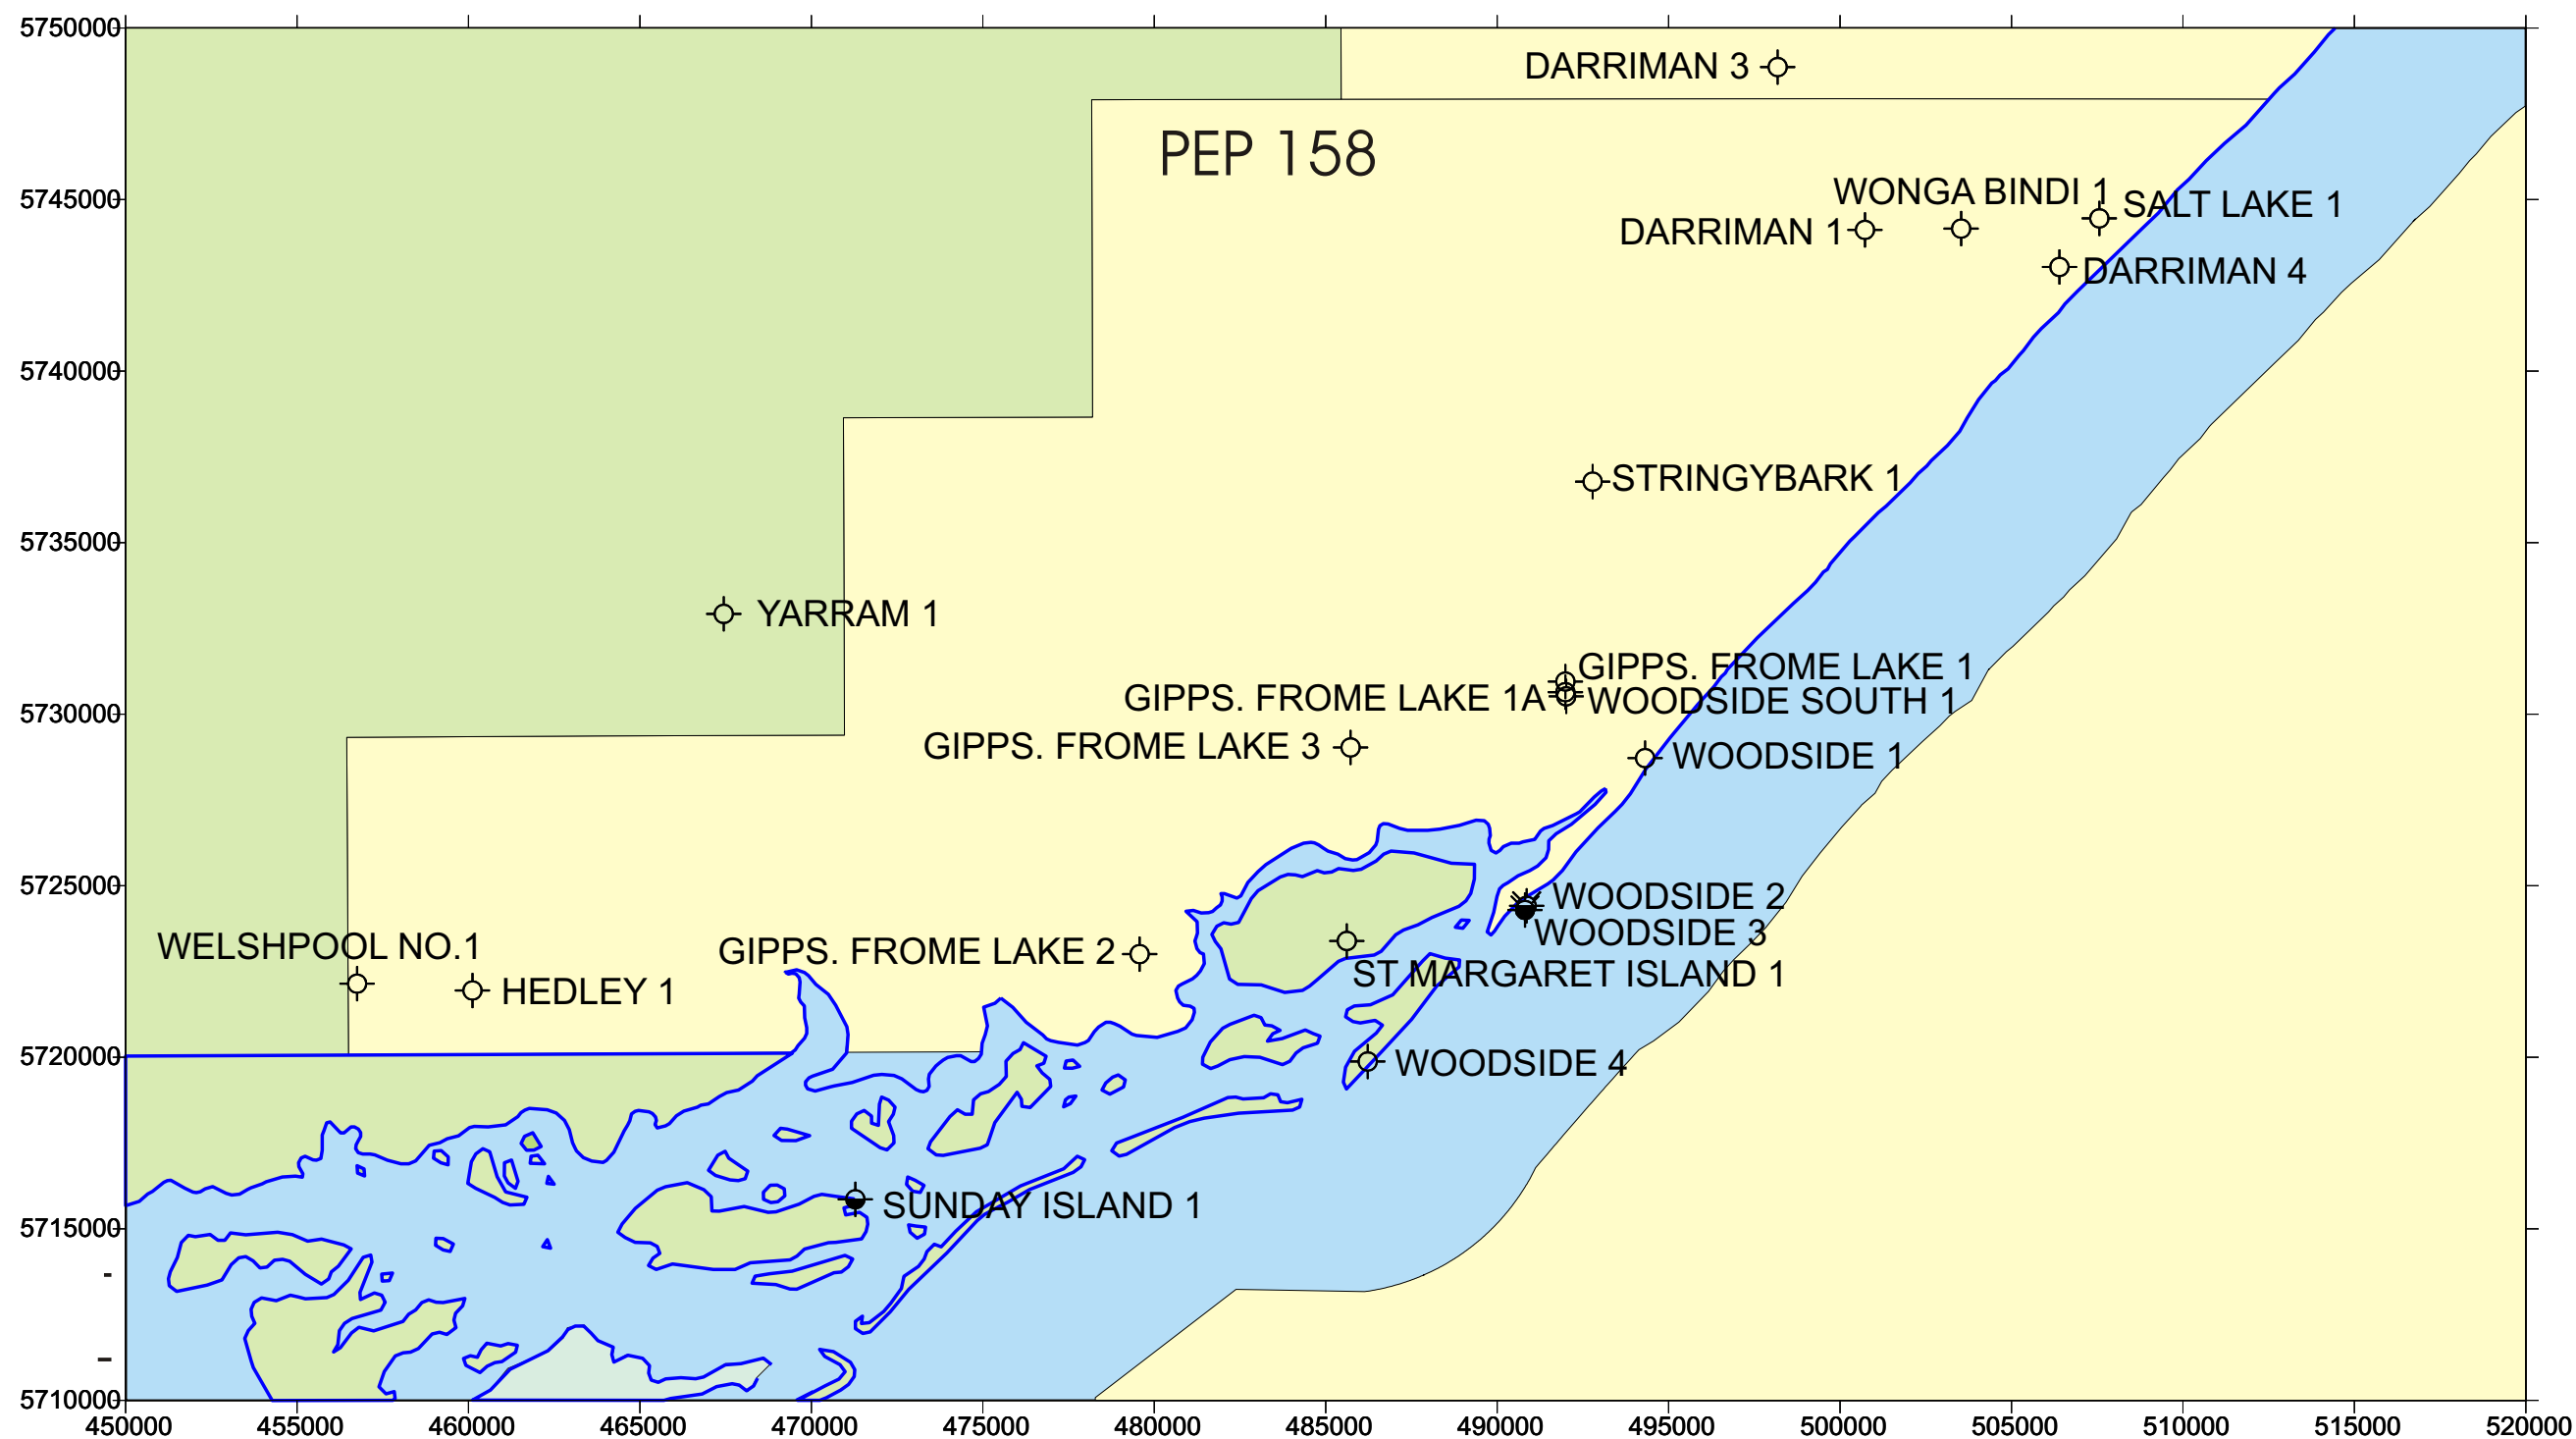 5750000
DARRIMAN 3
PEP 158
5745000
WONGA BINDI 1
SALT LAKE 1
DARRIMAN 1
DARRIMAN 4
5740000
STRINGYBARK 1
5735000
YARRAM 1
GIPPS. FROME LAKE 1
GIPPS. FROME LAKE 1A
WOODSIDE SOUTH 1
5730000
GIPPS. FROME LAKE 3
WOODSIDE 1
5725000
WOODSIDE 2
WOODSIDE 3
WELSHPOOL NO.1
GIPPS. FROME LAKE 2
ST MARGARET ISLAND 1
HEDLEY 1
5720000
WOODSIDE 4
SUNDAY ISLAND 1
5715000
5710000
450000 455000 460000 465000 470000 475000 480000 485000 490000 495000 500000 505000 510000 515000 520000